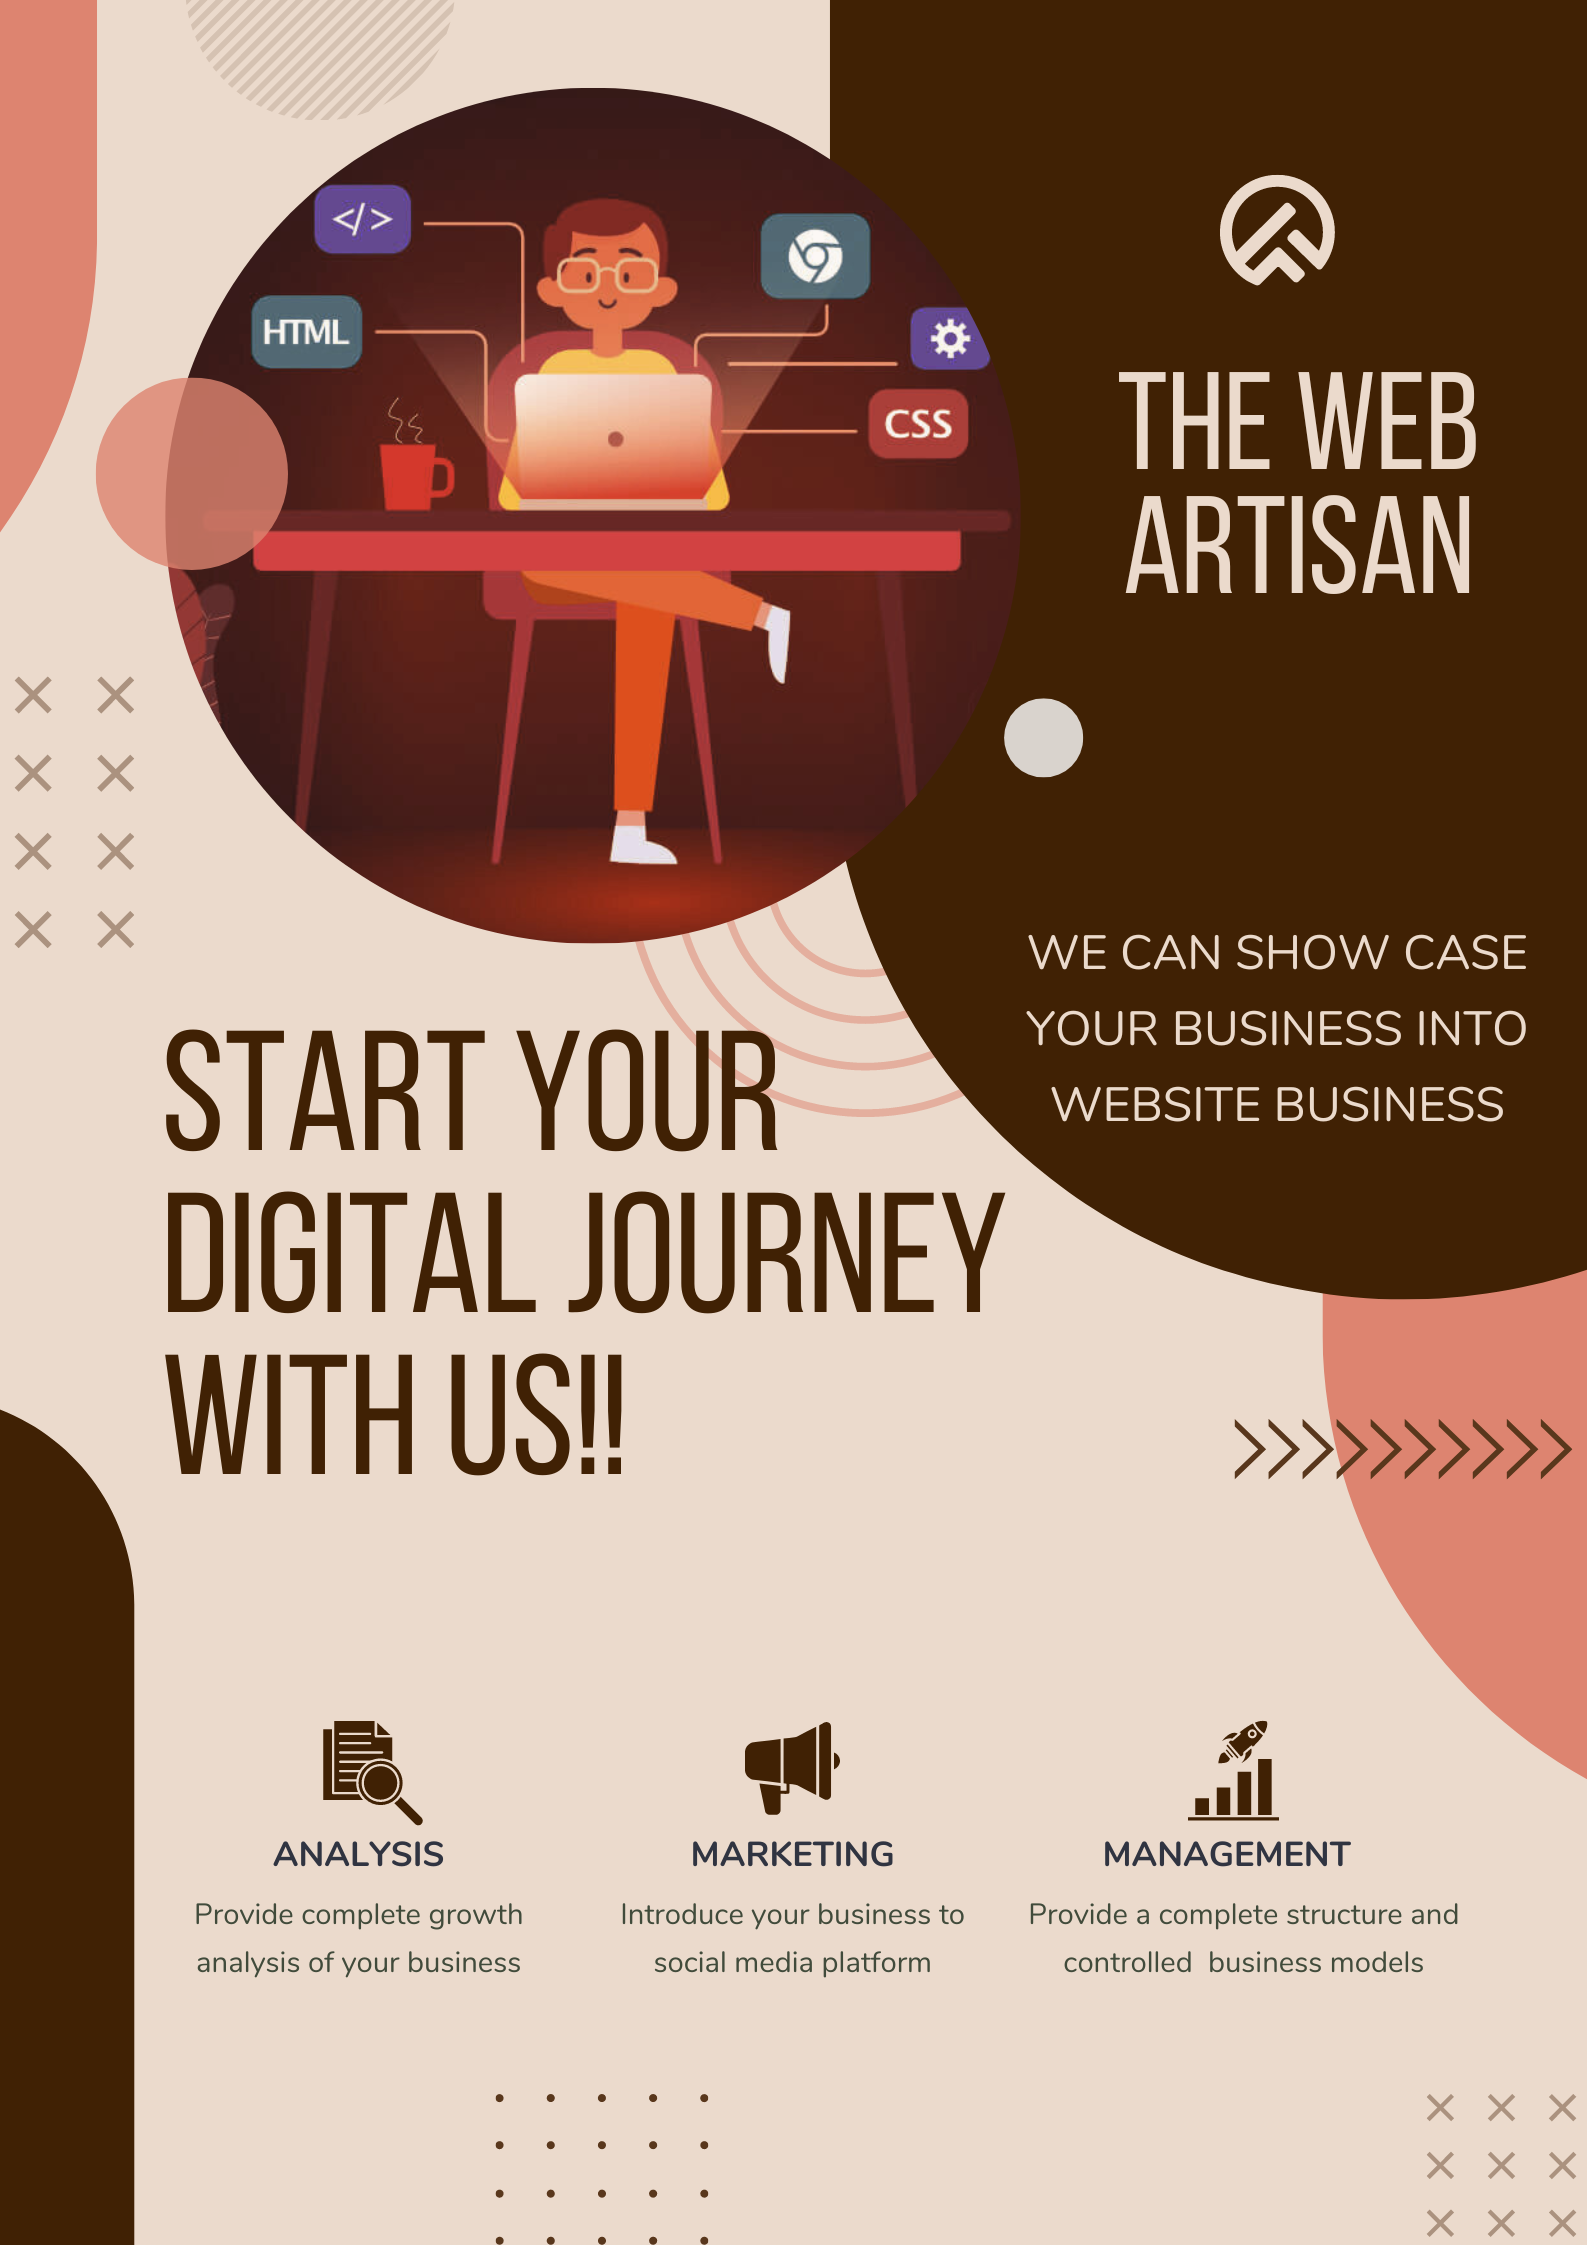 </>
HTML
CSS
THE WEB
ARTISAN
WE CAN SHOW CASE
YOUR BUSINESS INTO
WEBSITE BUSINESS
START YOUR
DIGITAL JOURNEY
WITH US!!
ANALYSIS
Provide complete growth
analysis of your business
MARKETING
Introduce your business to
social media platform
MANAGEMENT
Provide a complete structure and
controlled  business models